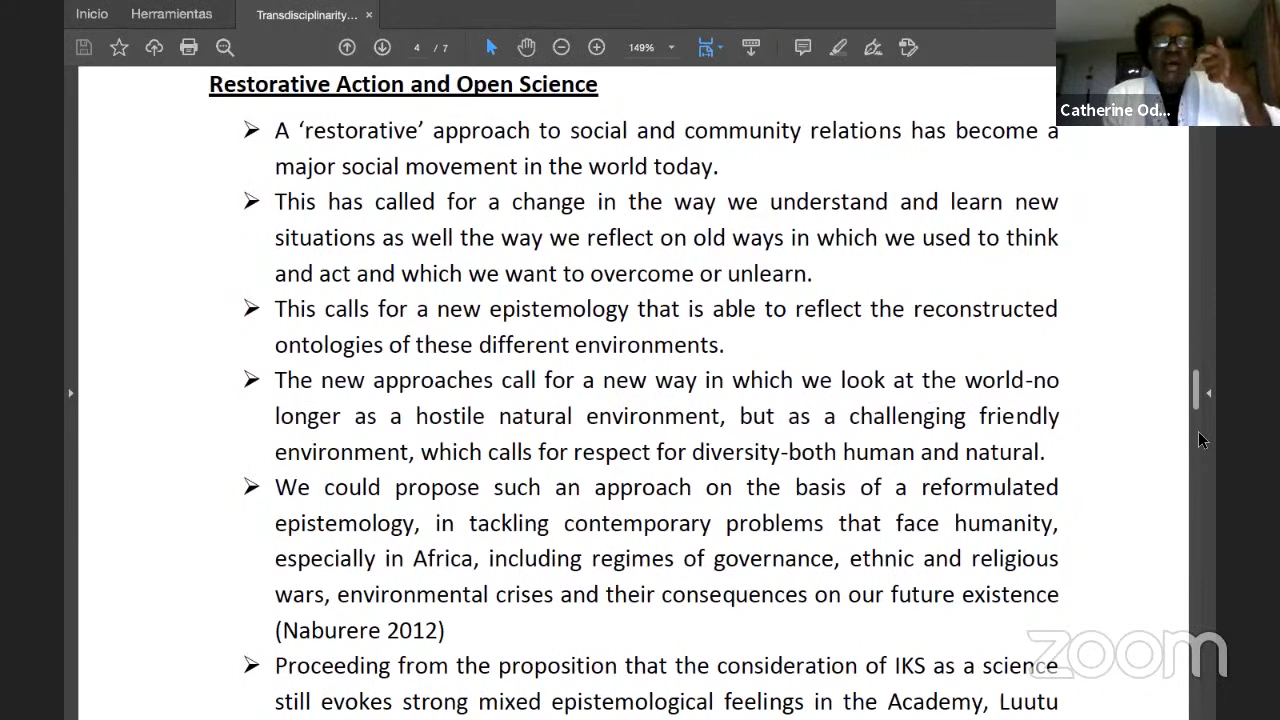 Inicio Herramientas Transdisciplinarity... ×
4 / 7 149%
Catherine Od...
Restorative Action and Open Science
➢ A ‘restorative’ approach to social and community relations has become a
major social movement in the world today.
➢ This has called for a change in the way we understand and learn new
situations as well the way we reflect on old ways in which we used to think
and act and which we want to overcome or unlearn.
➢ This calls for a new epistemology that is able to reflect the reconstructed
ontologies of these different environments.
➢ The new approaches call for a new way in which we look at the world-no
longer as a hostile natural environment, but as a challenging friendly
environment, which calls for respect for diversity-both human and natural.
➢ We could propose such an approach on the basis of a reformulated
epistemology, in tackling contemporary problems that face humanity,
especially in Africa, including regimes of governance, ethnic and religious
wars, environmental crises and their consequences on our future existence
(Naburere 2012)
➢ Proceeding from the proposition that the consideration of IKS as a science
still evokes strong mixed epistemological feelings in the Academy, Luutu
zoom